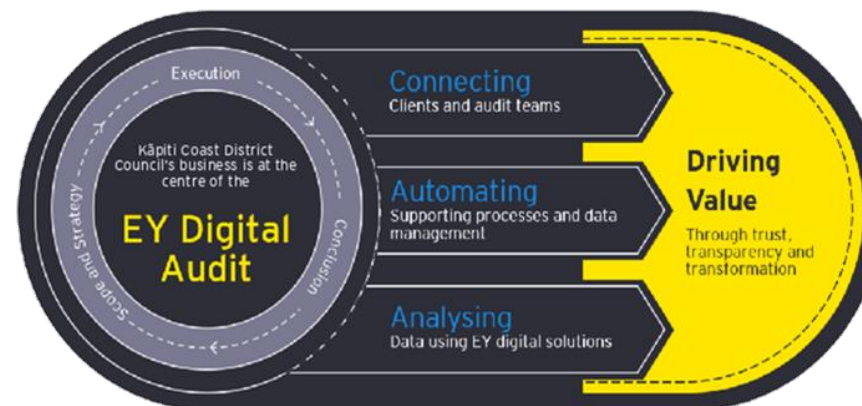 Execution
Scope and Strategy
Conclusion
Kāpiti Coast District
Council's business is at the
centre of the
EY Digital
Audit
Connecting
Clients and audit teams
Automating
Supporting processes and data
management
Analysing
Data using EY digital solutions
Driving
Value
Through trust,
transparency and
transformation